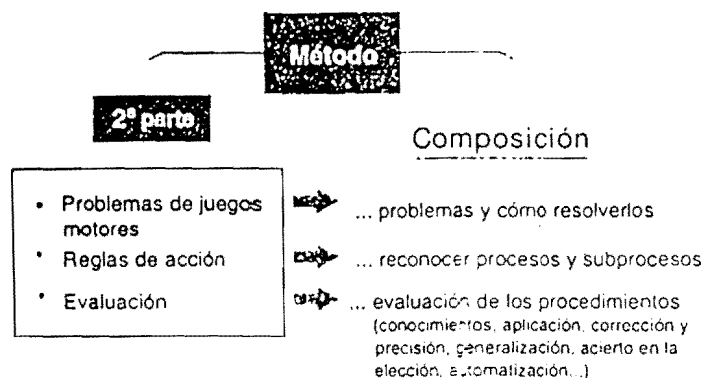 Método
2ª parte
Composición
• Problemas de juegos
motores
• Reglas de acción
• Evaluación
... problemas y cómo resolverlos
... reconocer procesos y subprocesos
... evaluación de los procedimientos
(conocimientos, aplicación, corrección y
precisión, generalización, acierto en la
elección, automatización...)